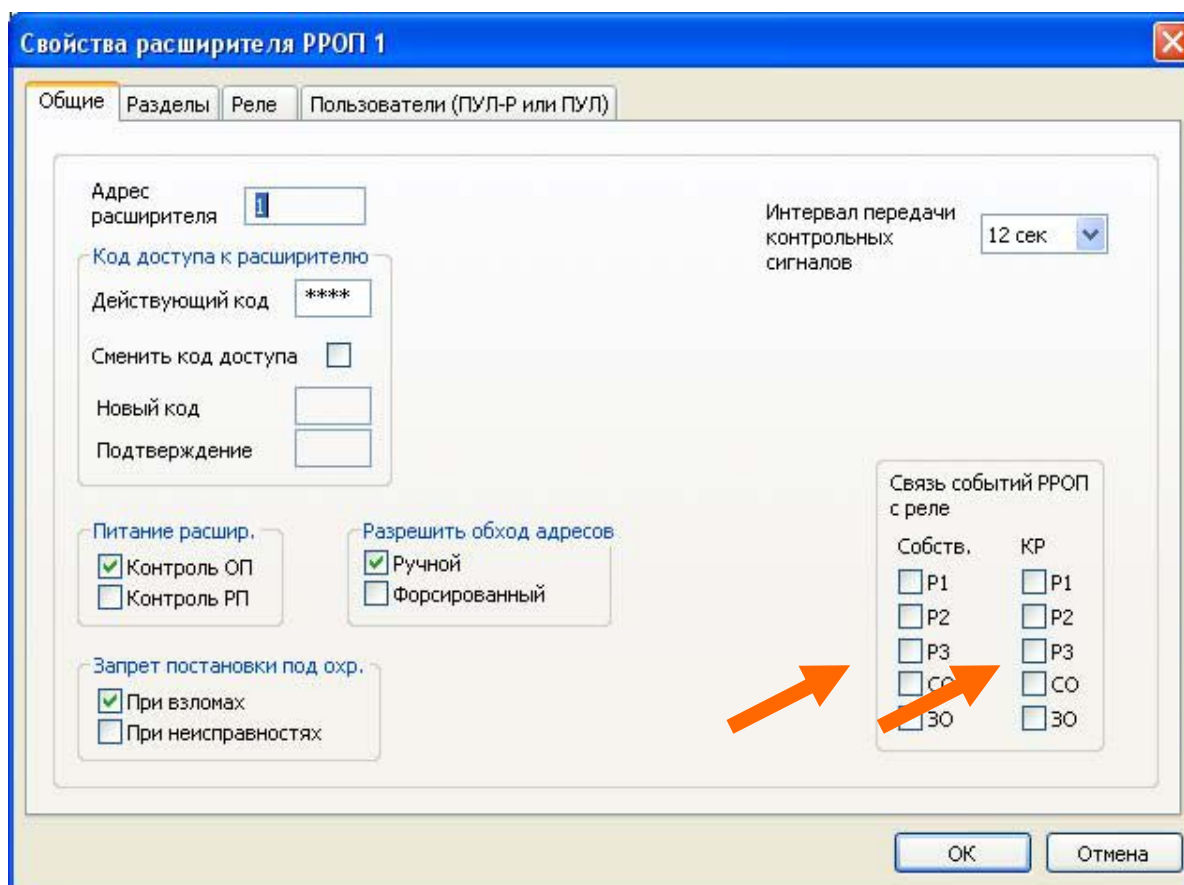 Свойства расширителя РРОП 1
Общие Разделы Реле Пользователи (ПУЛ-Р или ПУЛ)
Адрес
расширителя 1
Интервал передачи
контрольных
сигналов
12 сек
Код доступа к расширителю
Действующий код ****
Сменить код доступа
Новый код
Подтверждение
Питание расшир.
Контроль ОП
Контроль РП
Разрешить обход адресов
Ручной
Форсированный
Запрет постановки под охр.
При взломах
При неисправностях
Связь событий РРОП
с реле
Собств. КР
Р1 Р1
Р2 Р2
Р3 Р3
СО СО
ЗО ЗО
ОК Отмена